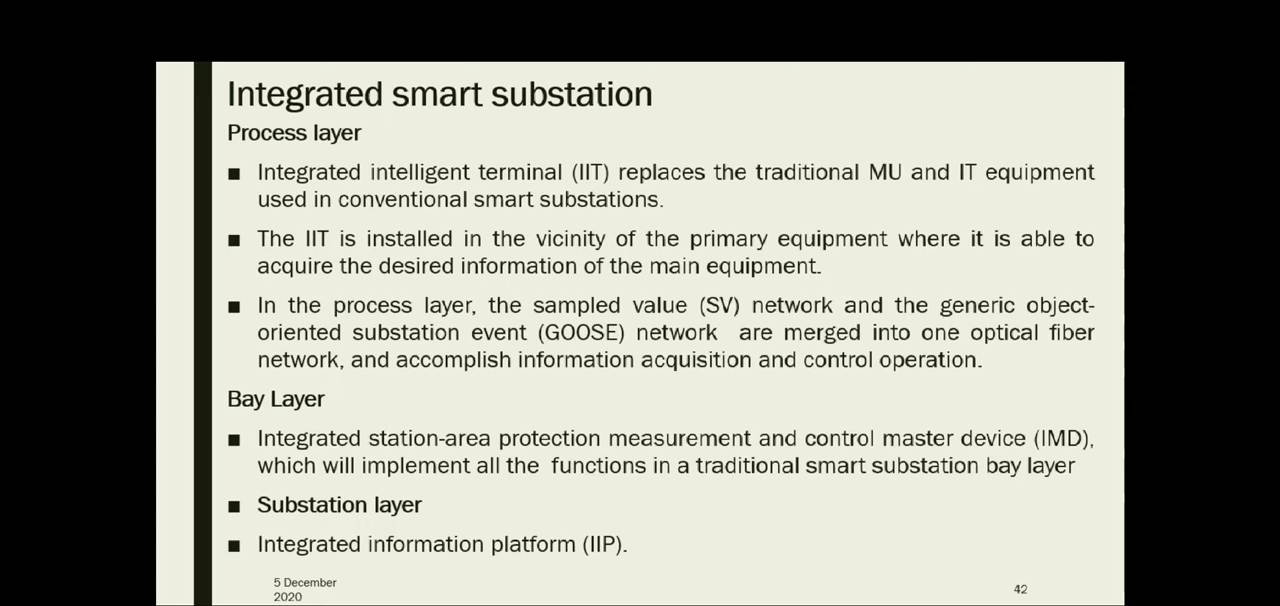 Integrated smart substation
Process layer
■ Integrated intelligent terminal (IIT) replaces the traditional MU and IT equipment
used in conventional smart substations.
■ The IIT is installed in the vicinity of the primary equipment where it is able to
acquire the desired information of the main equipment.
■ In the process layer, the sampled value (SV) network and the generic object-
oriented substation event (GOOSE) network are merged into one optical fiber
network, and accomplish information acquisition and control operation.
Bay Layer
■ Integrated station-area protection measurement and control master device (IMD),
which will implement all the functions in a traditional smart substation bay layer
■ Substation layer
■ Integrated information platform (IIP).
5 December
2020
42